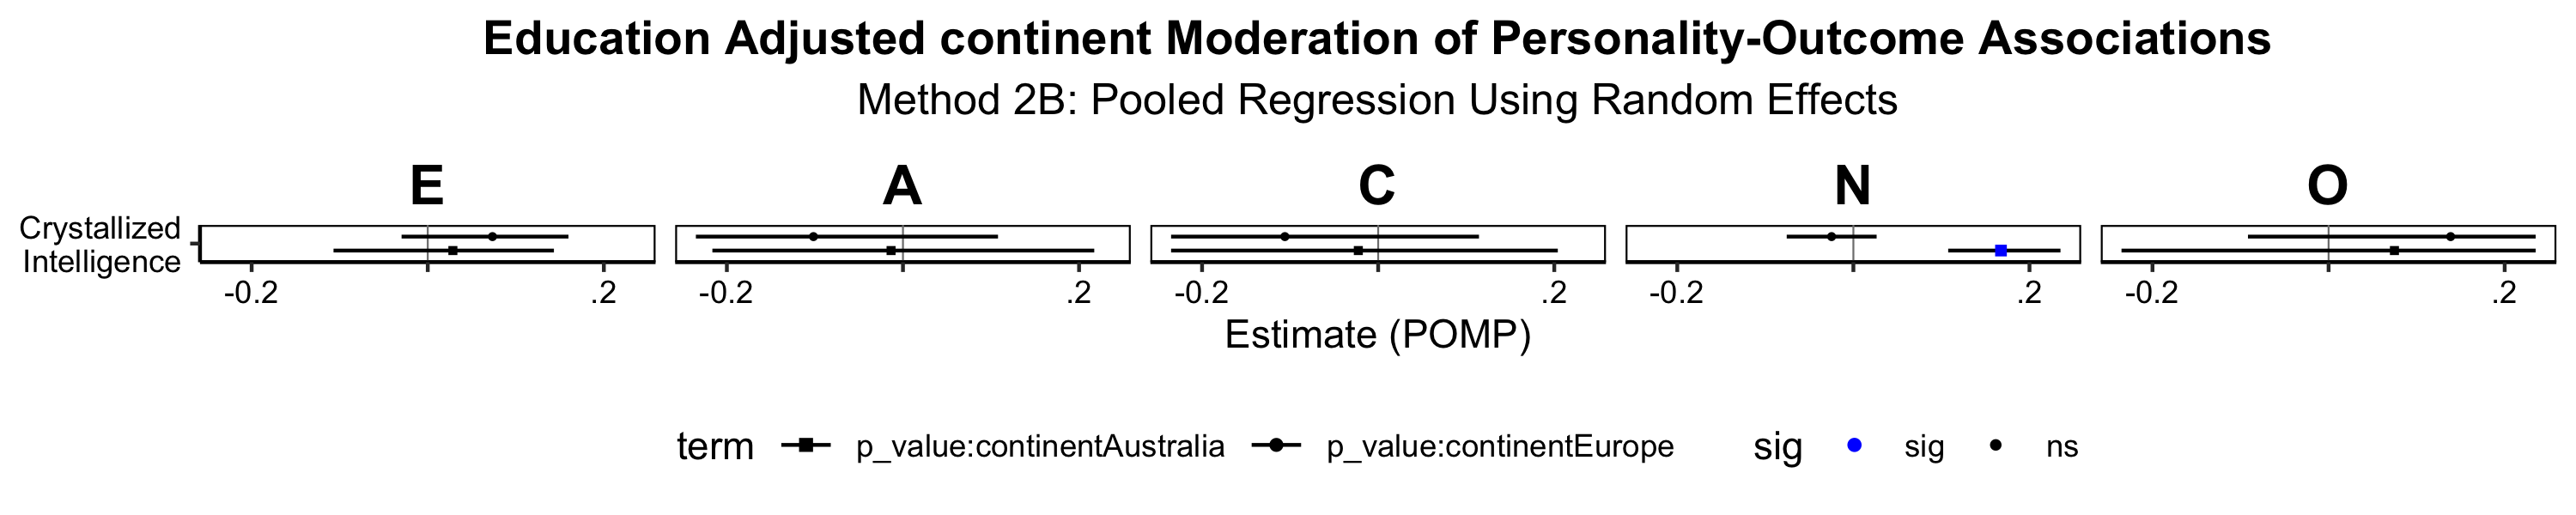 Education Adjusted continent Moderation of Personality-Outcome Associations
Method 2B: Pooled Regression Using Random Effects
E A C N O
Crystallized
Intelligence
-0.2 .2 -0.2 .2 -0.2 .2 -0.2 .2 -0.2 .2
Estimate (POMP)
term p_value:continentAustralia p_value:continentEurope sig sig ns